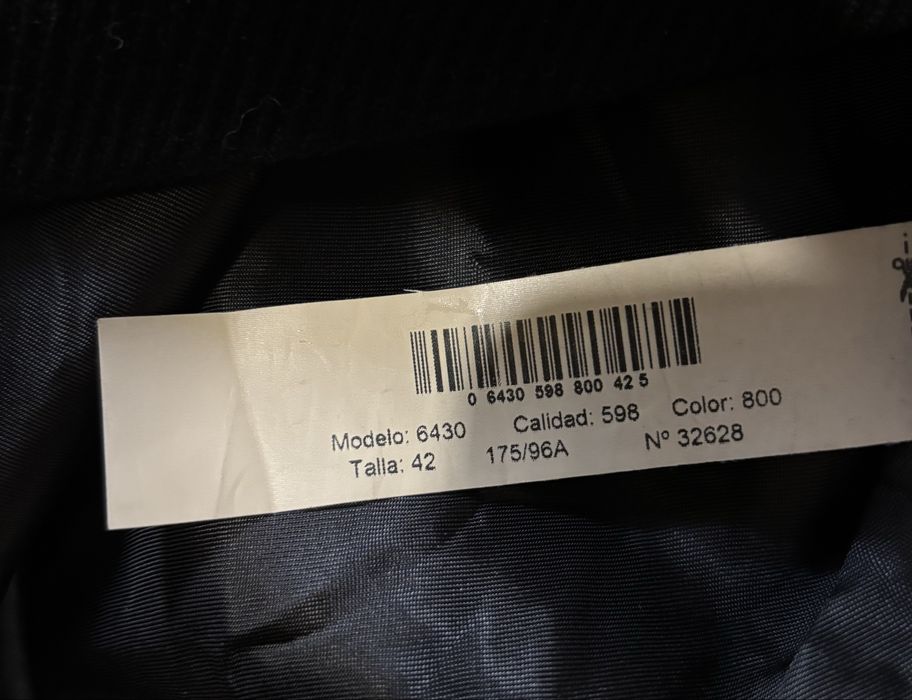 0 6430 598 800 42 5
Modelo: 6430 Calidad: 598 Color: 800
Talla: 42 175/96A Nº 32628